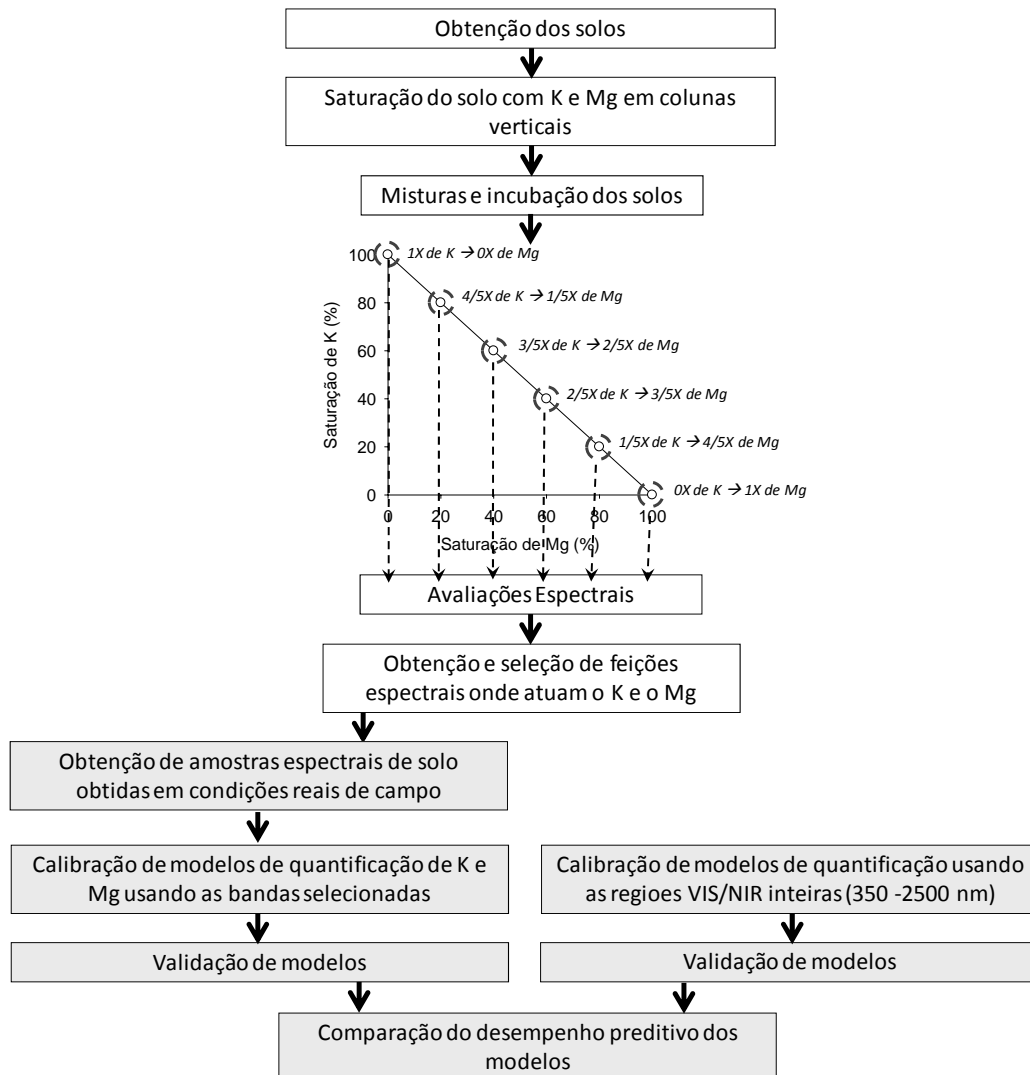 Obtenção dos solos
Saturação do solo com K e Mg em colunas
verticais
Misturas e incubação dos solos
Saturação de K (%)
100
80
60
40
20
0
1X de K → 0X de Mg
4/5X de K → 1/5X de Mg
3/5X de K → 2/5X de Mg
2/5X de K → 3/5X de Mg
1/5X de K → 4/5X de Mg
0X de K → 1X de Mg
0 20 40 60 80 100
Saturação de Mg (%)
Avaliações Espectrais
Obtenção e seleção de feições
espectrais onde atuam o K e o Mg
Obtenção de amostras espectrais de solo
obtidas em condições reais de campo
Calibração de modelos de quantificação de K e
Mg usando as bandas selecionadas
Calibração de modelos de quantificação usando
as regioes VIS/NIR inteiras (350 -2500 nm)
Validação de modelos
Validação de modelos
Comparação do desempenho preditivo dos
modelos